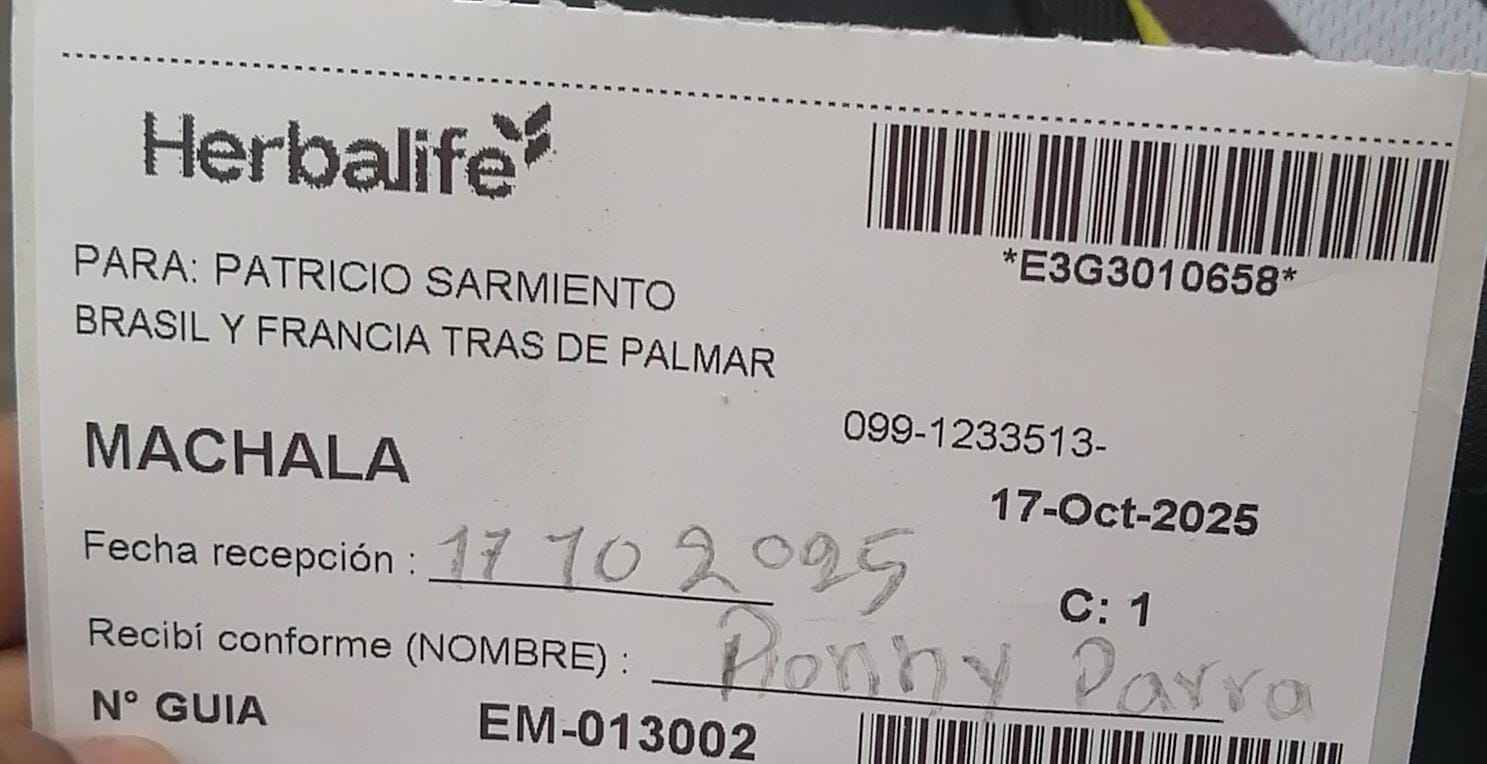 Herbalife
*E3G3010658*
PARA: PATRICIO SARMIENTO
BRASIL Y FRANCIA TRAS DE PALMAR
099-1233513-
MACHALA
17-Oct-2025
Fecha recepción : 17 10 2025
C: 1
Recibí conforme (NOMBRE) : Ronny Parra
N° GUIA EM-013002